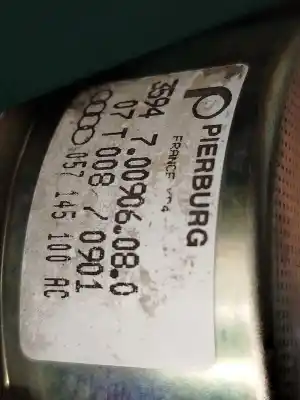 PIERBURG
FRANCE
3594 7.00906.08.0
07 T 008 / 0901
057 145 100 AC